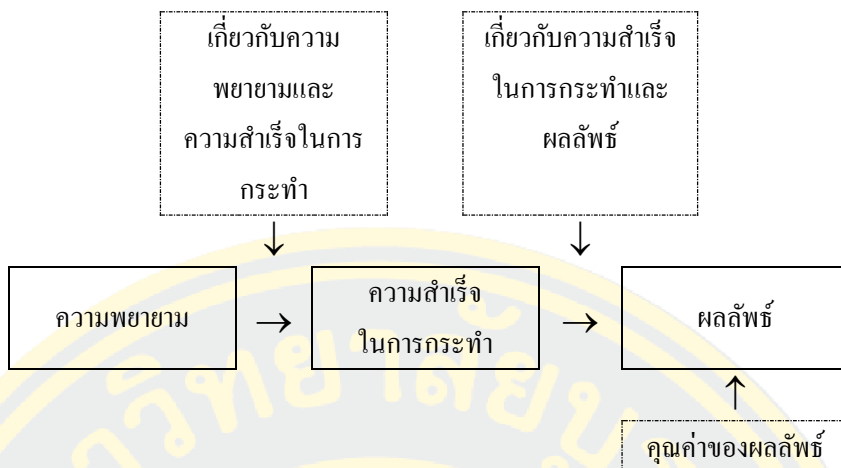 เกี่ยวกับความ
พยายามและ
ความสำเร็จในการ
กระทำ
เกี่ยวกับความสำเร็จ
ในการกระทำและ
ผลลัพธ์
ความพยายาม
ความสำเร็จ
ในการกระทำ
ผลลัพธ์
คุณค่าของผลลัพธ์